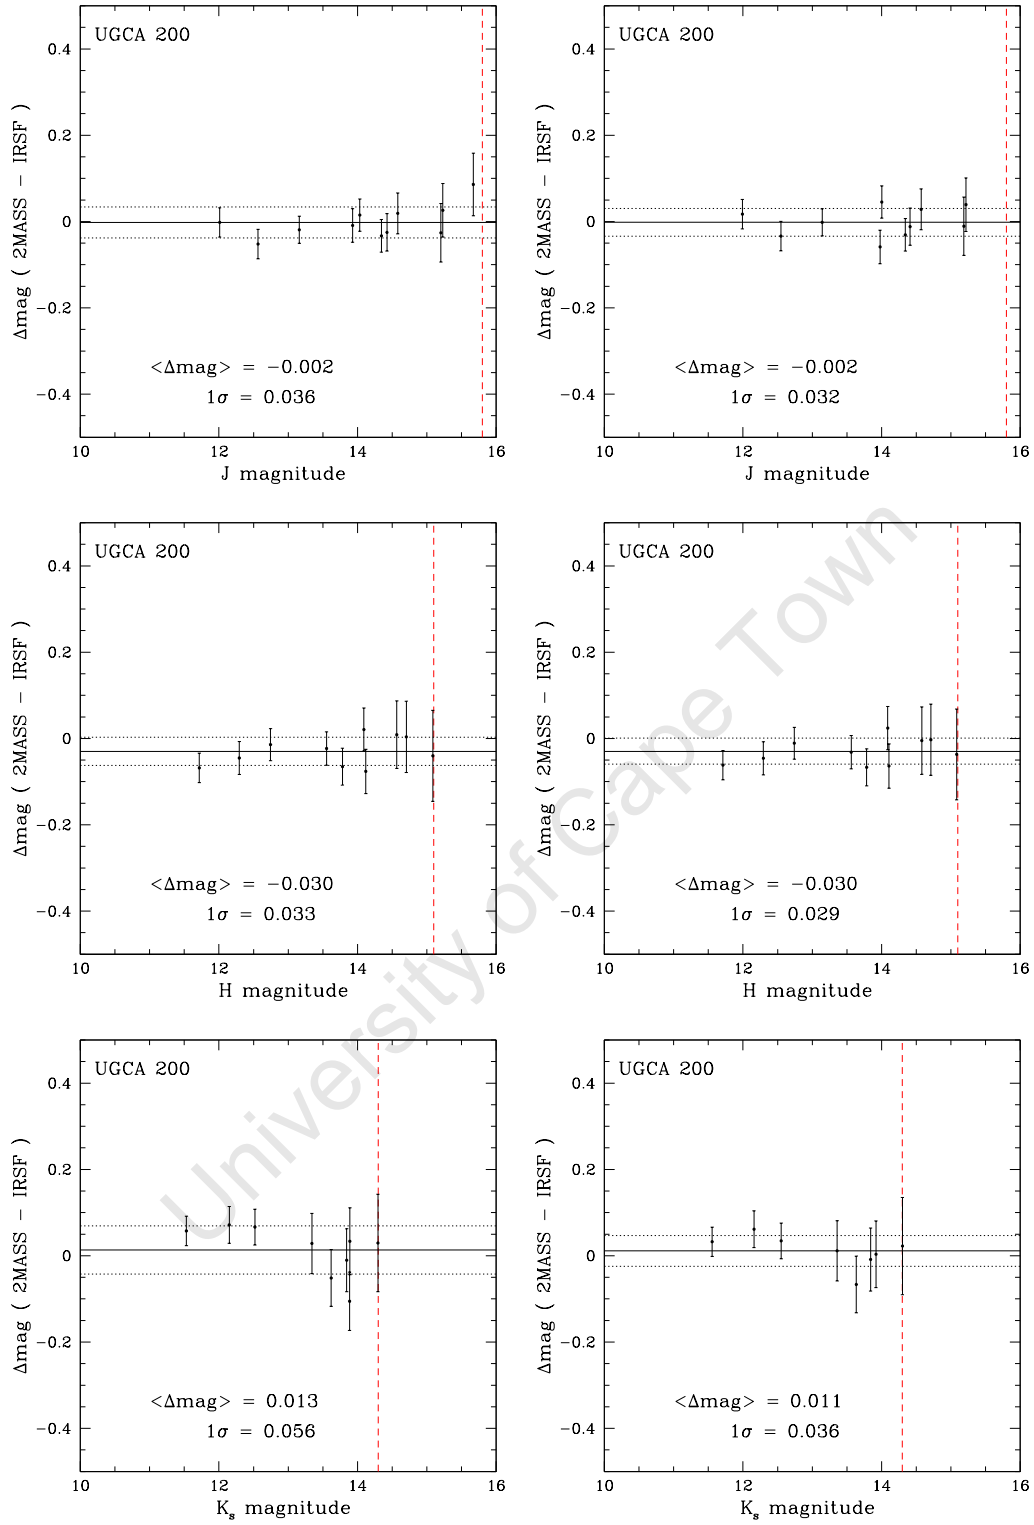 UGCA 200
0.4
0.2
0
−0.2
−0.4
Δmag ( 2MASS − IRSF )
<Δmag> = −0.002
1σ = 0.036
10 12 14 16
J magnitude
UGCA 200
0.4
0.2
0
−0.2
−0.4
Δmag ( 2MASS − IRSF )
<Δmag> = −0.002
1σ = 0.032
10 12 14 16
J magnitude
UGCA 200
0.4
0.2
0
−0.2
−0.4
Δmag ( 2MASS − IRSF )
<Δmag> = −0.030
1σ = 0.033
10 12 14 16
H magnitude
UGCA 200
0.4
0.2
0
−0.2
−0.4
Δmag ( 2MASS − IRSF )
<Δmag> = −0.030
1σ = 0.029
10 12 14 16
H magnitude
UGCA 200
0.4
0.2
0
−0.2
−0.4
Δmag ( 2MASS − IRSF )
<Δmag> = 0.013
1σ = 0.056
10 12 14 16
Ks magnitude
UGCA 200
0.4
0.2
0
−0.2
−0.4
Δmag ( 2MASS − IRSF )
<Δmag> = 0.011
1σ = 0.036
10 12 14 16
Ks magnitude
University of Cape Town